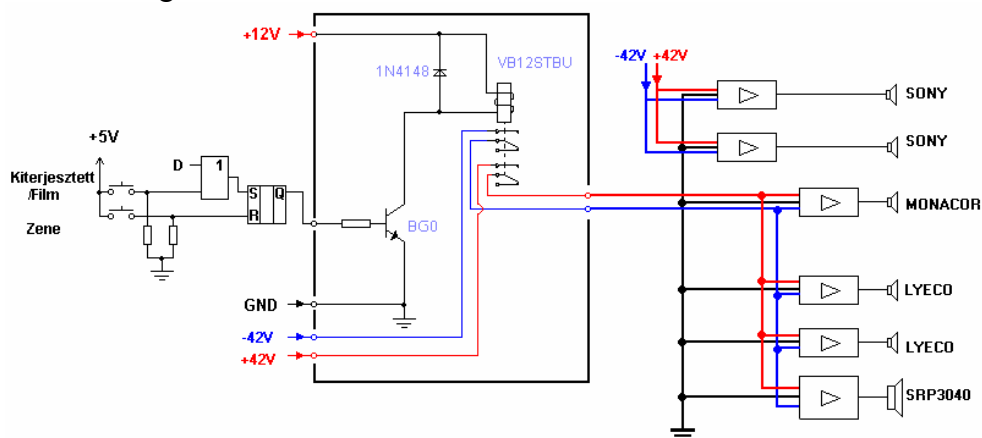 +12V
1N4148
VB12STBU
-42V
+42V
SONY
SONY
+5V
Kiterjesztett
/Film
Zene
D
1
S
Q
R
BG0
MONACOR
GND
-42V
+42V
LYECO
LYECO
SRP3040